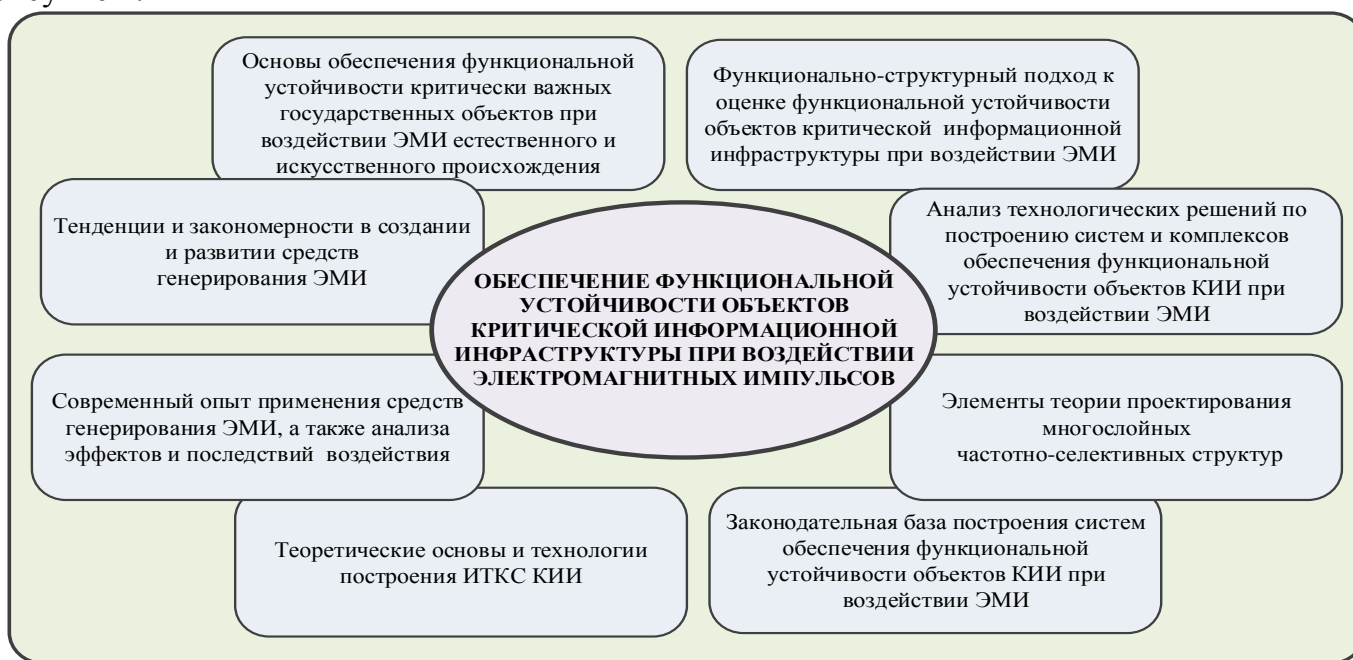 Основы обеспечения функциональной
устойчивости критически важных
государственных объектов при
воздействии ЭМИ естественного и
искусственного происхождения
Функционально-структурный подход к
оценке функциональной устойчивости
объектов критической информационной
инфраструктуры при воздействии ЭМИ
Тенденции и закономерности в создании
и развитии средств
генерирования ЭМИ
Анализ технологических решений по
построению систем и комплексов
обеспечения функциональной
устойчивости объектов КИИ при
воздействии ЭМИ
ОБЕСПЕЧЕНИЕ ФУНКЦИОНАЛЬНОЙ
УСТОЙЧИВОСТИ ОБЪЕКТОВ
КРИТИЧЕСКОЙ ИНФОРМАЦИОННОЙ
ИНФРАСТРУКТУРЫ ПРИ ВОЗДЕЙСТВИИ
ЭЛЕКТРОМАГНИТНЫХ ИМПУЛЬСОВ
Современный опыт применения средств
генерирования ЭМИ, а также анализа
эффектов и последствий воздействия
Элементы теории проектирования
многослойных
частотно-селективных структур
Теоретические основы и технологии
построения ИТКС КИИ
Законодательная база построения систем
обеспечения функциональной
устойчивости объектов КИИ при
воздействии ЭМИ